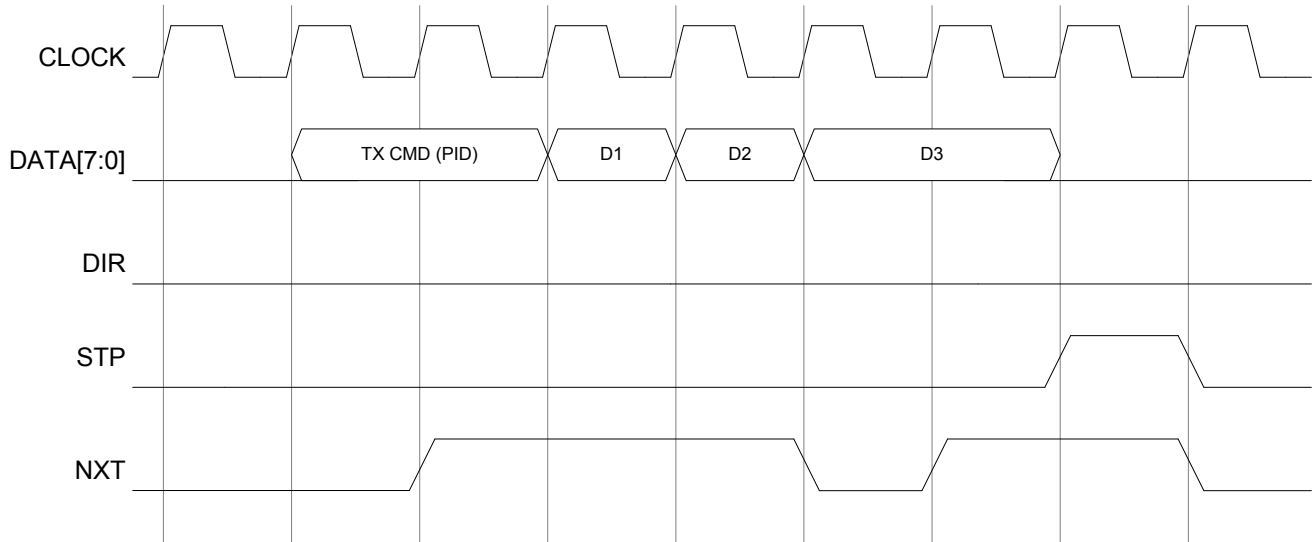 CLOCK
DATA[7:0]
TX CMD (PID)
D1
D2
D3
DIR
STP
NXT